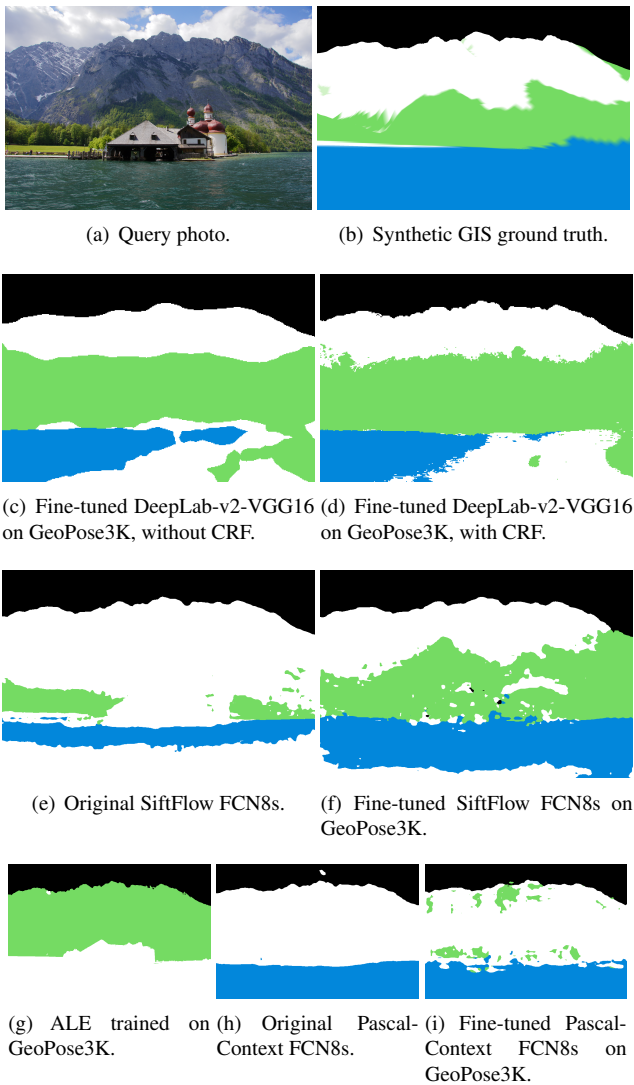 (a) Query photo.
(b) Synthetic GIS ground truth.
(c) Fine-tuned DeepLab-v2-VGG16
on GeoPose3K, without CRF.
(d) Fine-tuned DeepLab-v2-VGG16
on GeoPose3K, with CRF.
(e) Original SiftFlow FCN8s.
(f) Fine-tuned SiftFlow FCN8s on
GeoPose3K.
(g) ALE trained on
GeoPose3K.
(h) Original Pascal-
Context FCN8s.
(i) Fine-tuned Pascal-
Context FCN8s on
GeoPose3K.